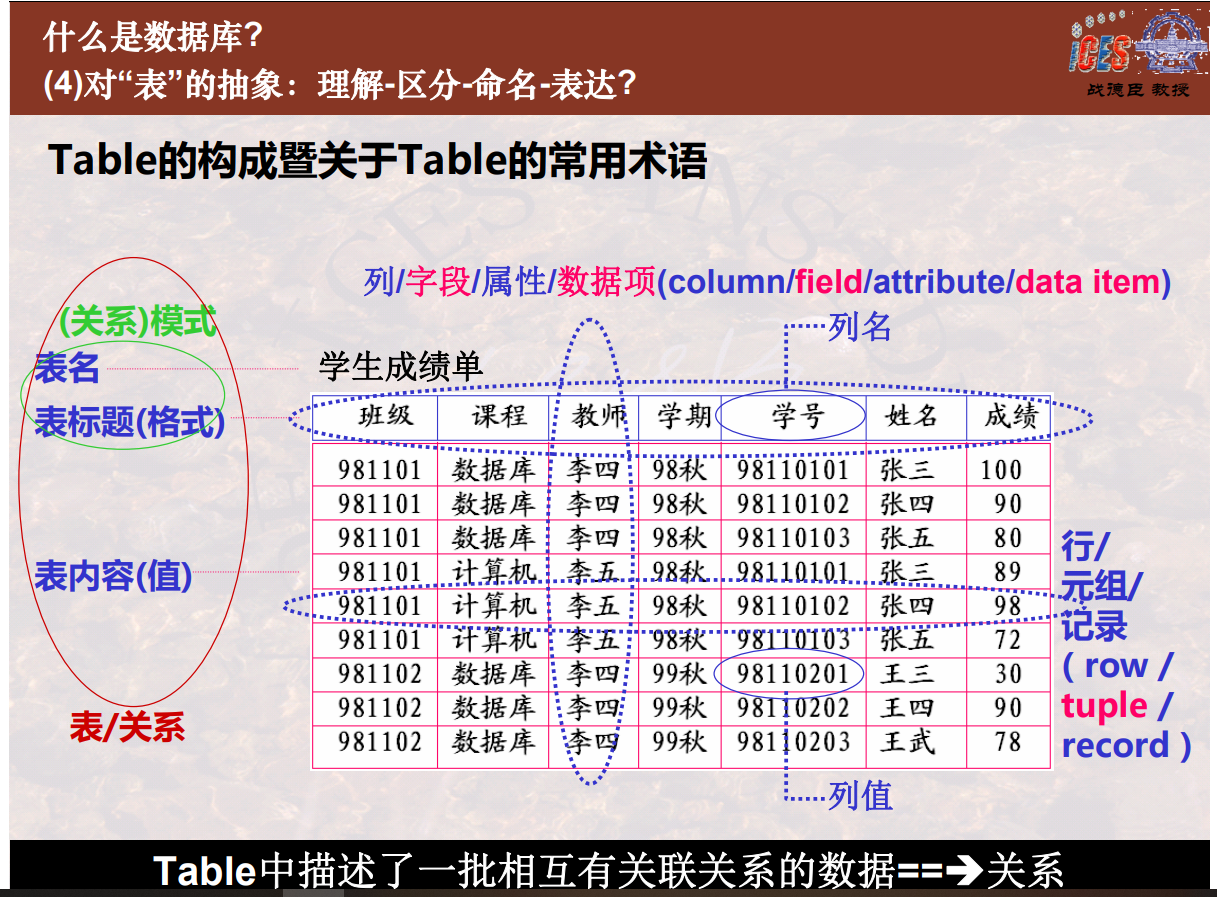 什么是数据库?
(4)对“表”的抽象：理解-区分-命名-表达?
iCES
战德臣 教授
Table的构成暨关于Table的常用术语
列/字段/属性/数据项(column/field/attribute/data item)
列名
(关系)模式
表名
学生成绩单
表标题(格式)
班级 课程 教师 学期 学号 姓名 成绩
981101 数据库 李四 98秋 98110101 张三 100
981101 数据库 李四 98秋 98110102 张四 90
981101 数据库 李四 98秋 98110103 张五 80
981101 计算机 李五 98秋 98110101 张三 89
981101 计算机 李五 98秋 98110102 张四 98
981101 计算机 李五 98秋 98110103 张五 72
981102 数据库 李四 99秋 98110201 王三 30
981102 数据库 李四 99秋 98110202 王四 90
981102 数据库 李四 99秋 98110203 王武 78
表内容(值)
表/关系
行/
元组/
记录
( row /
tuple /
record )
列值
Table中描述了一批相互有关联关系的数据==➔关系